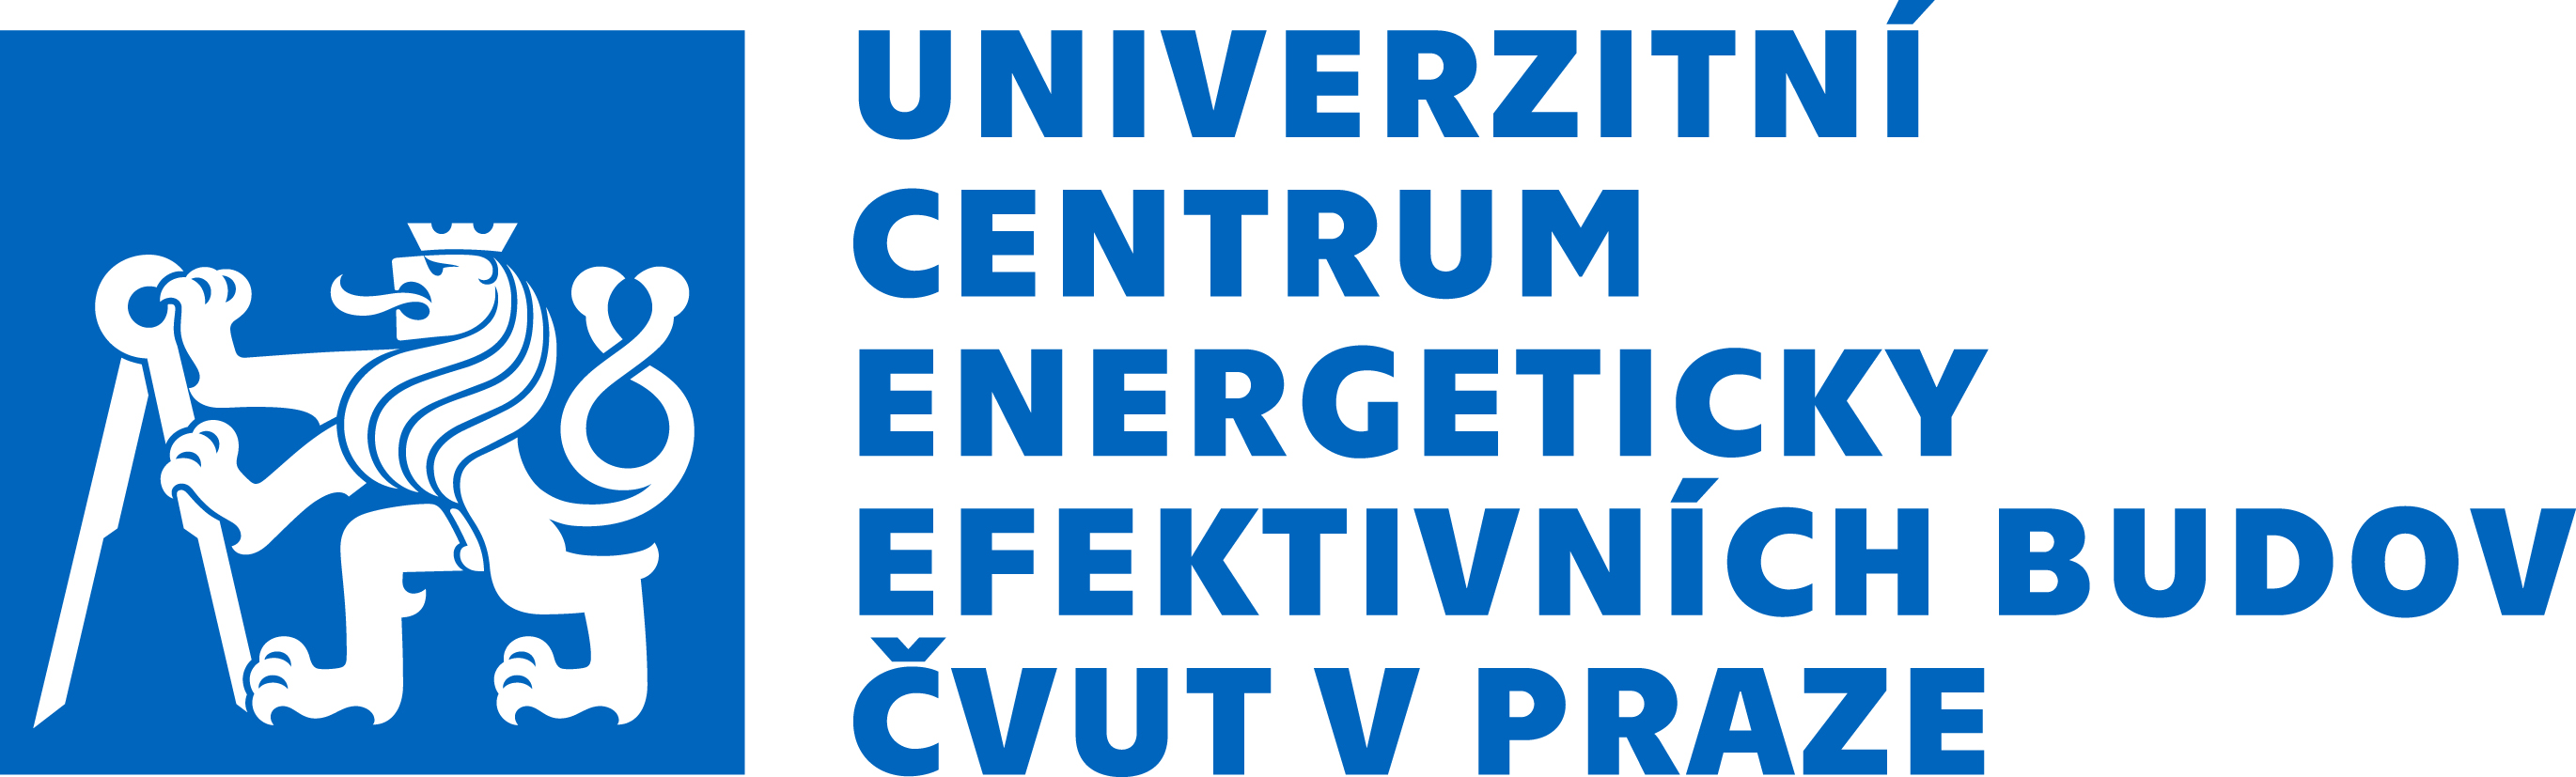 UNIVERZITNÍ
CENTRUM
ENERGETICKY
EFEKTIVNÍCH BUDOV
ČVUT V PRAZE